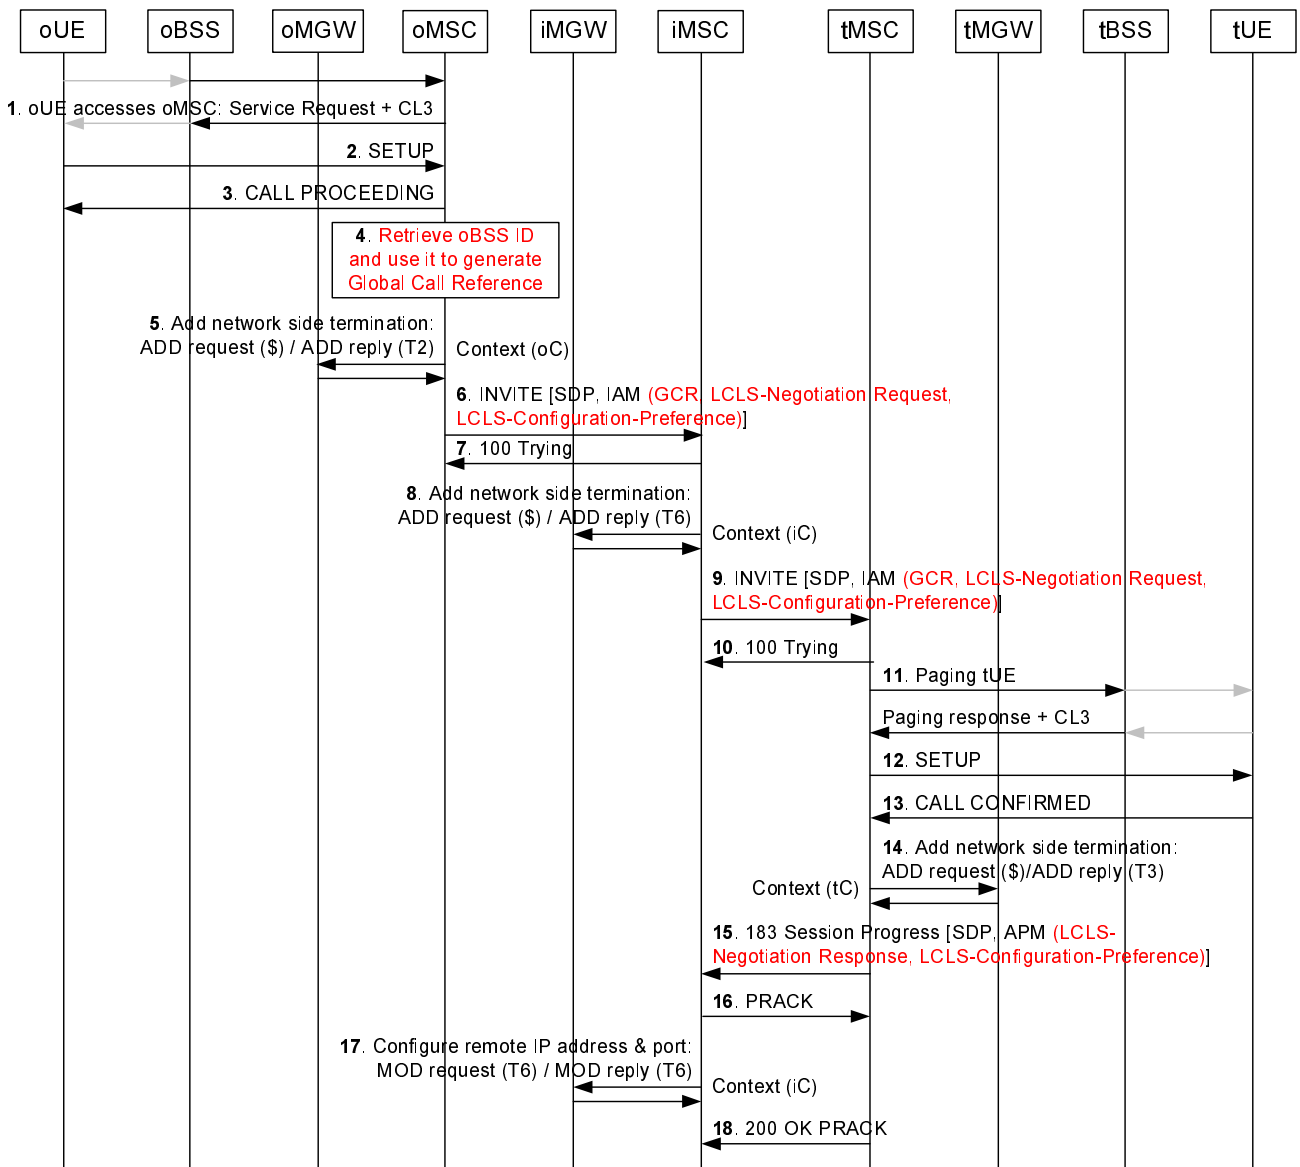 oUE oBSS oMGW oMSC iMGW iMSC tMSC tMGW tBSS tUE
1. oUE accesses oMSC: Service Request + CL3
2. SETUP
3. CALL PROCEEDING
4. Retrieve oBSS ID
and use it to generate
Global Call Reference
5. Add network side termination:
ADD request ($) / ADD reply (T2)
Context (oC)
6. INVITE [SDP, IAM (GCR, LCLS-Negotiation Request,
LCLS-Configuration-Preference)]
7. 100 Trying
8. Add network side termination:
ADD request ($) / ADD reply (T6)
Context (iC)
9. INVITE [SDP, IAM (GCR, LCLS-Negotiation Request,
LCLS-Configuration-Preference)]
10. 100 Trying
11. Paging tUE
Paging response + CL3
12. SETUP
13. CALL CONFIRMED
14. Add network side termination:
ADD request ($)/ADD reply (T3)
Context (tC)
15. 183 Session Progress [SDP, APM (LCLS-
Negotiation Response, LCLS-Configuration-Preference)]
16. PRACK
17. Configure remote IP address & port:
MOD request (T6) / MOD reply (T6)
Context (iC)
18. 200 OK PRACK